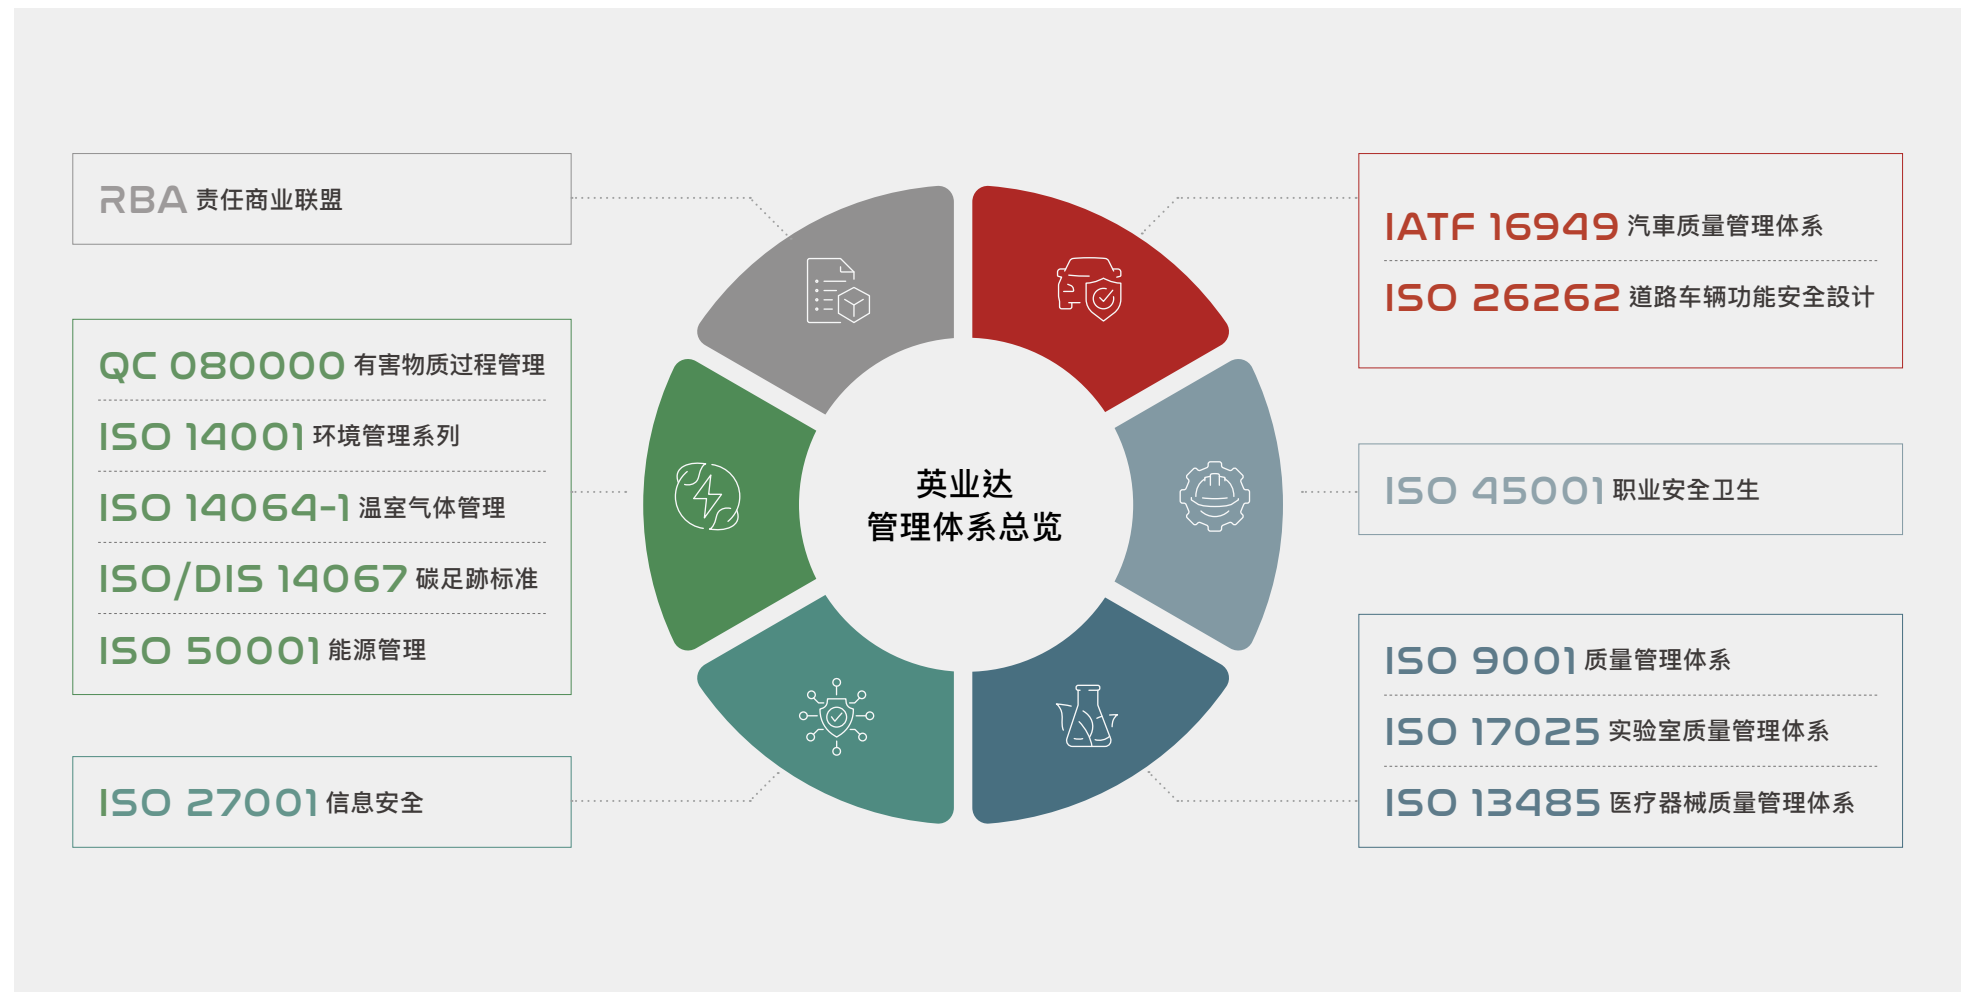 RBA 责任商业联盟
QC 080000 有害物质过程管理
ISO 14001 环境管理系列
ISO 14064-1 温室气体管理
ISO/DIS 14067 碳足跡标准
ISO 50001 能源管理
ISO 27001 信息安全
英业达
管理体系总览
IATF 16949 汽車质量管理体系
ISO 26262 道路车辆功能安全設计
ISO 45001 职业安全卫生
ISO 9001 质量管理体系
ISO 17025 实验室质量管理体系
ISO 13485 医疗器械质量管理体系